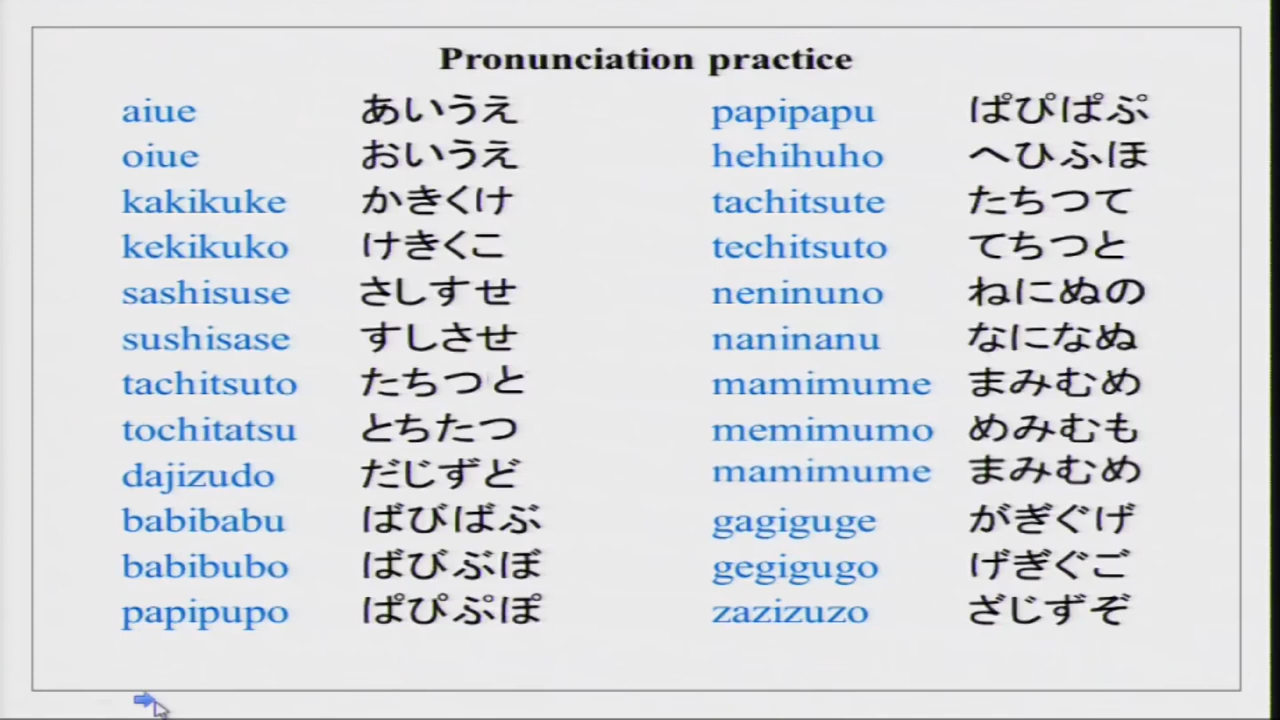 Pronunciation practice
aiue あいうえ
oiue おいうえ
kakikuke かきくけ
kekikuko けきくこ
sashisuse さしすせ
sushisase すしさせ
tachitsuto たちつと
tochitatsu とちたつ
dajizudo だじずど
babibabu ばびばぶ
babibubo ばびぶぼ
papipupo ぱぴぷぽ
papipapu ぱぴぱぷ
hehihuho へひふほ
tachitsute たちつて
techitsuto てちつと
neninuno ねにぬの
naninanu なになぬ
mamimume まみむめ
memimumo めみむも
mamimume まみむめ
gagiguge がぎぐげ
gegigugo げぎぐご
zazizuzo ざじずぞ